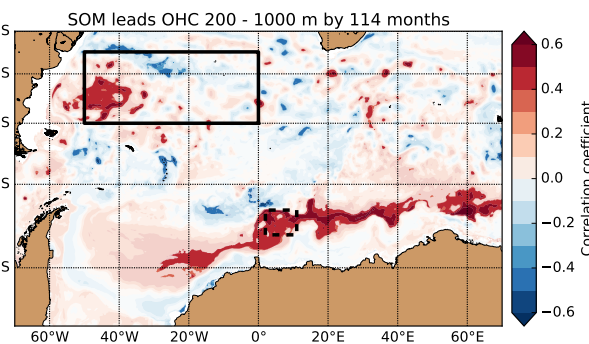 SOM leads OHC 200 - 1000 m by 114 months
S
S
S
S
S
60°W 40°W 20°W 0° 20°E 40°E 60°E
0.6
0.4
0.2
0.0
−0.2
−0.4
−0.6
Correlation coefficient